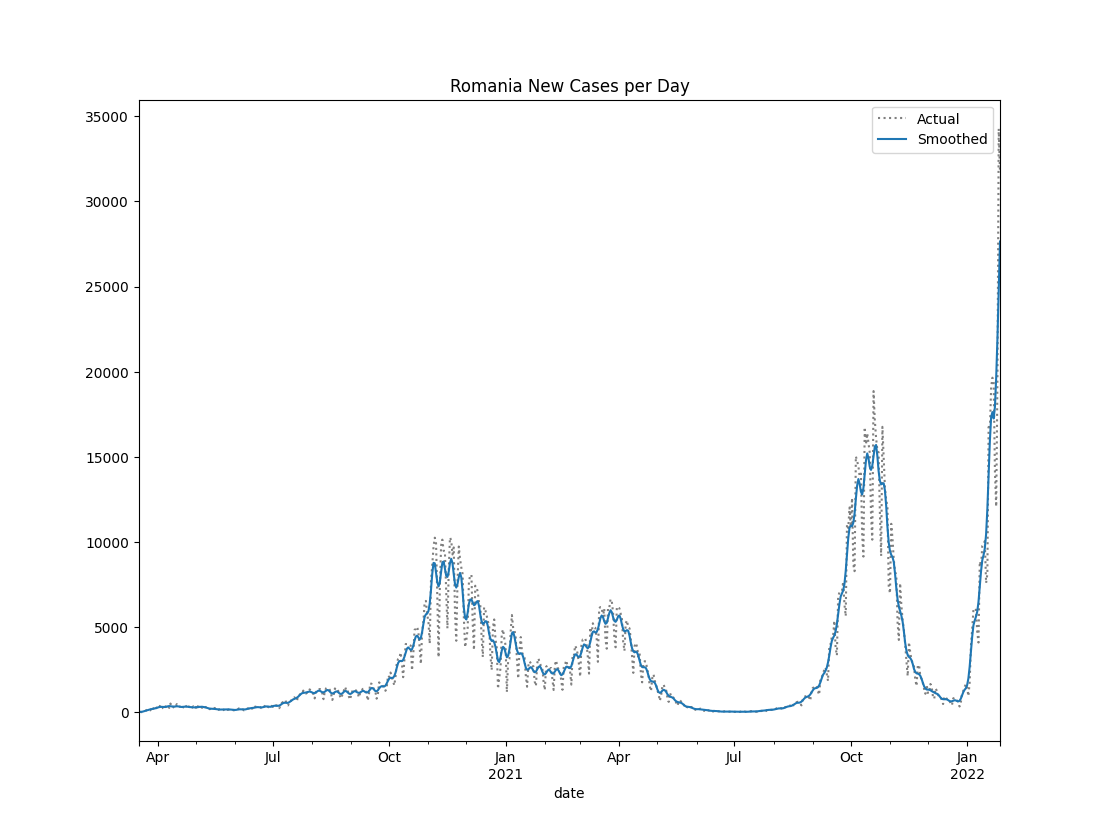 Romania New Cases per Day
Actual
Smoothed
35000
30000
25000
20000
15000
10000
5000
0
Apr
Jul
Oct
Jan
2021
Apr
Jul
Oct
Jan
2022
date